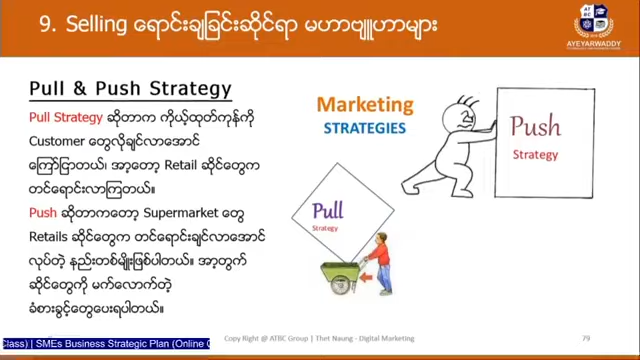 9. Selling ရောင်းချခြင်းဆိုင်ရာ မဟာဗျူဟာများ
AT
BC
AYEYARWADDY
Pull & Push Strategy
Pull Strategy ဆိုတာက ကိုယ့်ထုတ်ကုန်ကို
Customer တွေလိုချင်လာအောင်
ကြော်ငြာတယ်၊ အာ့တော့ Retail ဆိုင်တွေက
တင်ရောင်းလာကြတယ်။
Push ဆိုတာကတော့ Supermarket တွေ
Retails ဆိုင်တွေက တင်ရောင်းချင်လာအောင်
လုပ်တဲ့ နည်းတစ်မျိုးဖြစ်ပါတယ်။ အာ့တွက်
ဆိုင်တွေကို မက်လောက်တဲ့
ခံစားခွင့်တွေပေးရပါတယ်။
Marketing
STRATEGIES
Push
Strategy
Pull
Strategy
Class) | SMEs Business Strategic Plan (Online C
Copy Right @ ATBC Group | Thet Naung - Digital Marketing
79